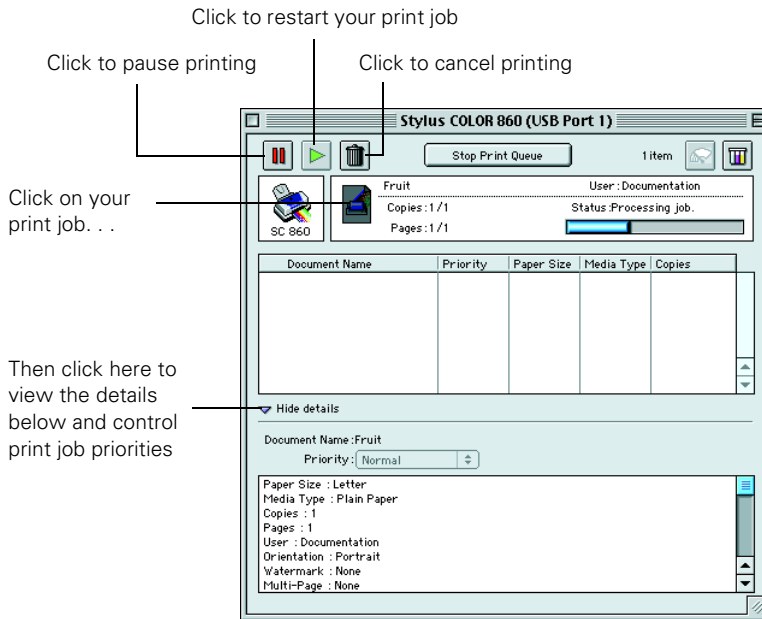 Click to restart your print job
Click to pause printing
Click to cancel printing
Stylus COLOR 860 (USB Port 1)
Stop Print Queue
1 item
Click on your
print job. . .
SC 860
Fruit
User : Documentation
Copies : 1 / 1
Status : Processing job.
Pages : 1 / 1
Document Name
Priority
Paper Size
Media Type
Copies
Then click here to
view the details
below and control
print job priorities
Hide details
Document Name : Fruit
Priority : Normal
Paper Size : Letter
Media Type : Plain Paper
Copies : 1
Pages : 1
User : Documentation
Orientation : Portrait
Watermark : None
Multi-Page : None